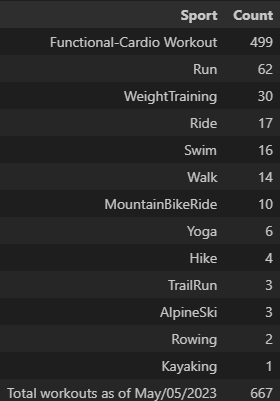 Sport Count
Functional-Cardio Workout 499
Run 62
WeightTraining 30
Ride 17
Swim 16
Walk 14
MountainBikeRide 10
Yoga 6
Hike 4
TrailRun 3
AlpineSki 3
Rowing 2
Kayaking 1
Total workouts as of May/05/2023 667